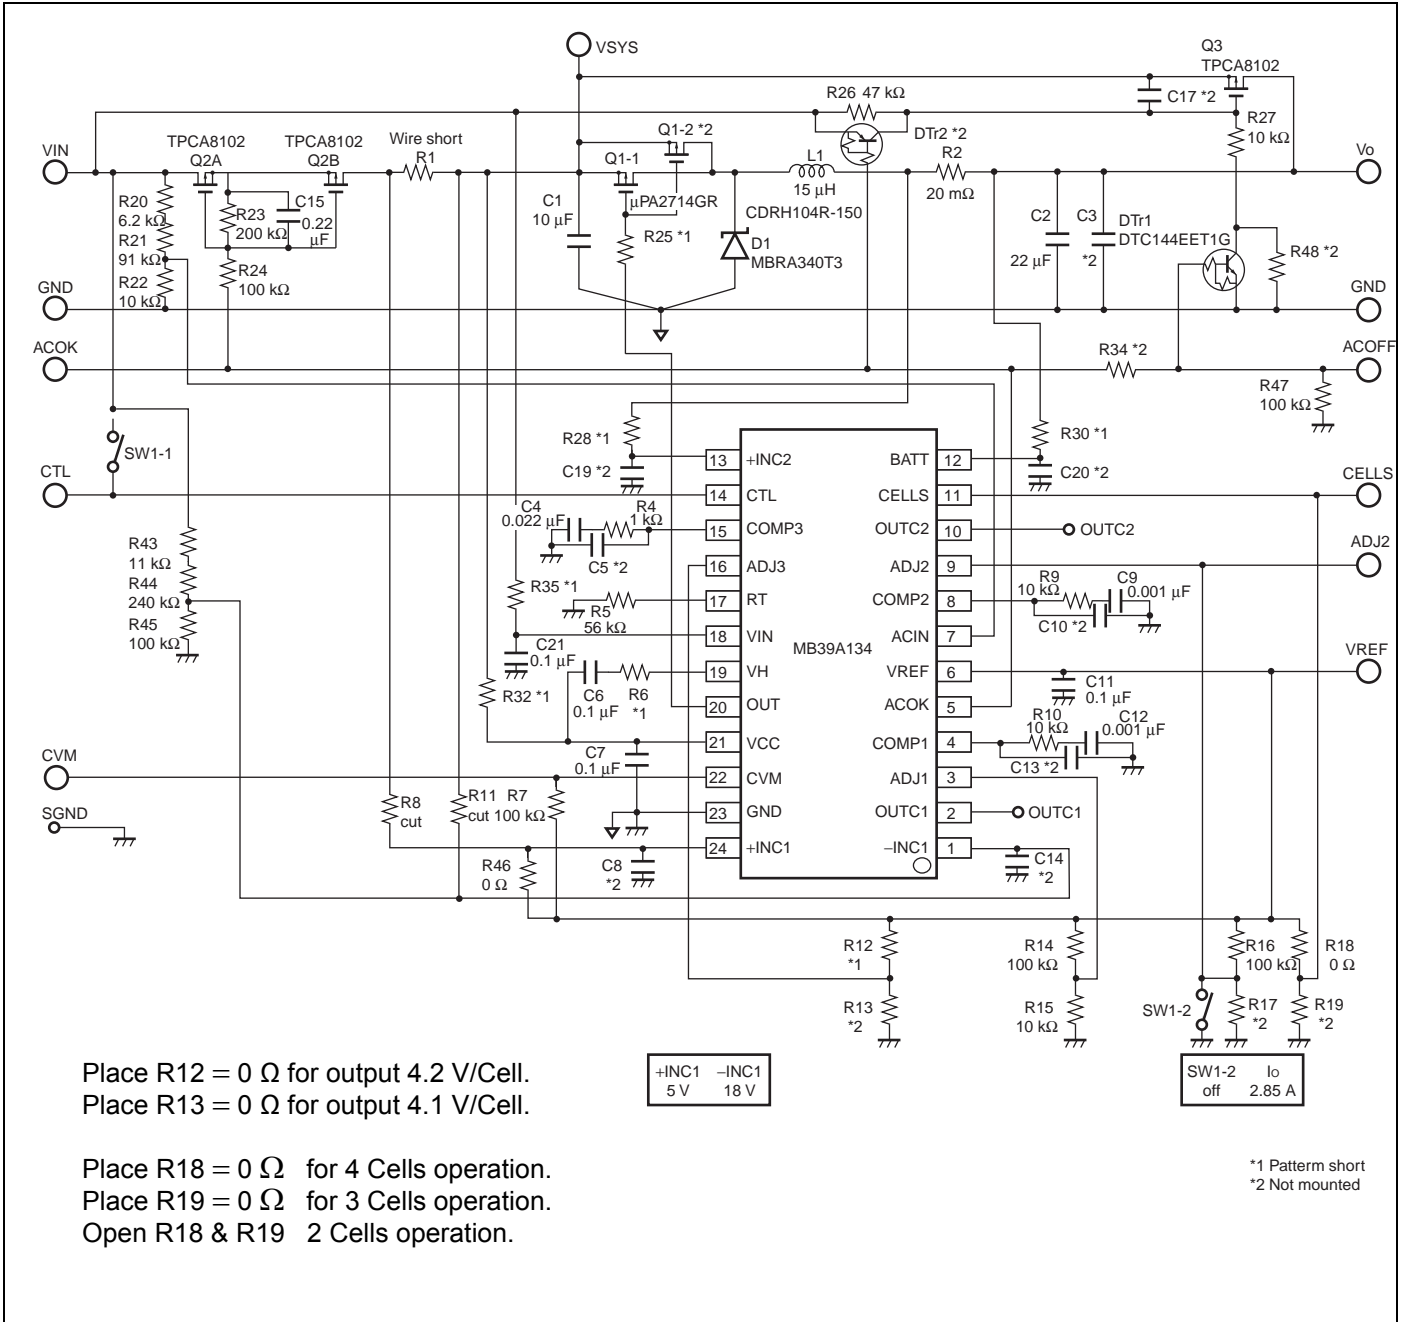 VSYS
Q3
TPCA8102
R26 47 kΩ
C17 *2
R27
10 kΩ
Wire short
R1
TPCA8102
Q2A
TPCA8102
Q2B
Q1-2 *2
Q1-1
µPA2714GR
DTr2 *2
R2
20 mΩ
L1
15 µH
CDRH104R-150
VIN
Vo
R20
6.2 kΩ
R21
91 kΩ
R22
10 kΩ
R23
200 kΩ
C15
0.22
µF
R24
100 kΩ
C1
10 µF
R25 *1
D1
MBRA340T3
C2
22 µF
C3
*2
DTr1
DTC144EET1G
R48 *2
GND
GND
ACOK
R34 *2
ACOFF
R47
100 kΩ
SW1-1
CTL
R28 *1
C19 *2
R30 *1
C20 *2
CELLS
C4
0.022 µF
R4
1 kΩ
C5 *2
R43
11 kΩ
R44
240 kΩ
R45
100 kΩ
R35 *1
R5
56 kΩ
C21
0.1 µF
R32 *1
C6
0.1 µF
R6
*1
C7
0.1 µF
13 +INC2
14 CTL
15 COMP3
16 ADJ3
17 RT
18 VIN
19 VH
20 OUT
21 VCC
22 CVM
23 GND
24 +INC1
MB39A134
BATT 12
CELLS 11
OUTC2 10
ADJ2 9
COMP2 8
ACIN 7
VREF 6
ACOK 5
COMP1 4
ADJ1 3
OUTC1 2
−INC1 1
OUTC2
ADJ2
R9
10 kΩ
C9
0.001 µF
C10 *2
VREF
C11
0.1 µF
R10
10 kΩ
C12
0.001 µF
C13 *2
OUTC1
C14
*2
CVM
SGND
R8
cut
R11
cut
R7
100 kΩ
R46
0 Ω
C8
*2
R12
*1
R13
*2
R14
100 kΩ
R15
10 kΩ
R16
100 kΩ
R17
*2
R18
0 Ω
R19
*2
SW1-2
Place R12 = 0 Ω for output 4.2 V/Cell.
Place R13 = 0 Ω for output 4.1 V/Cell.
+INC1 −INC1
5 V 18 V
SW1-2 Io
off 2.85 A
Place R18 = 0 Ω for 4 Cells operation.
Place R19 = 0 Ω for 3 Cells operation.
Open R18 & R19 2 Cells operation.
*1 Patterm short
*2 Not mounted